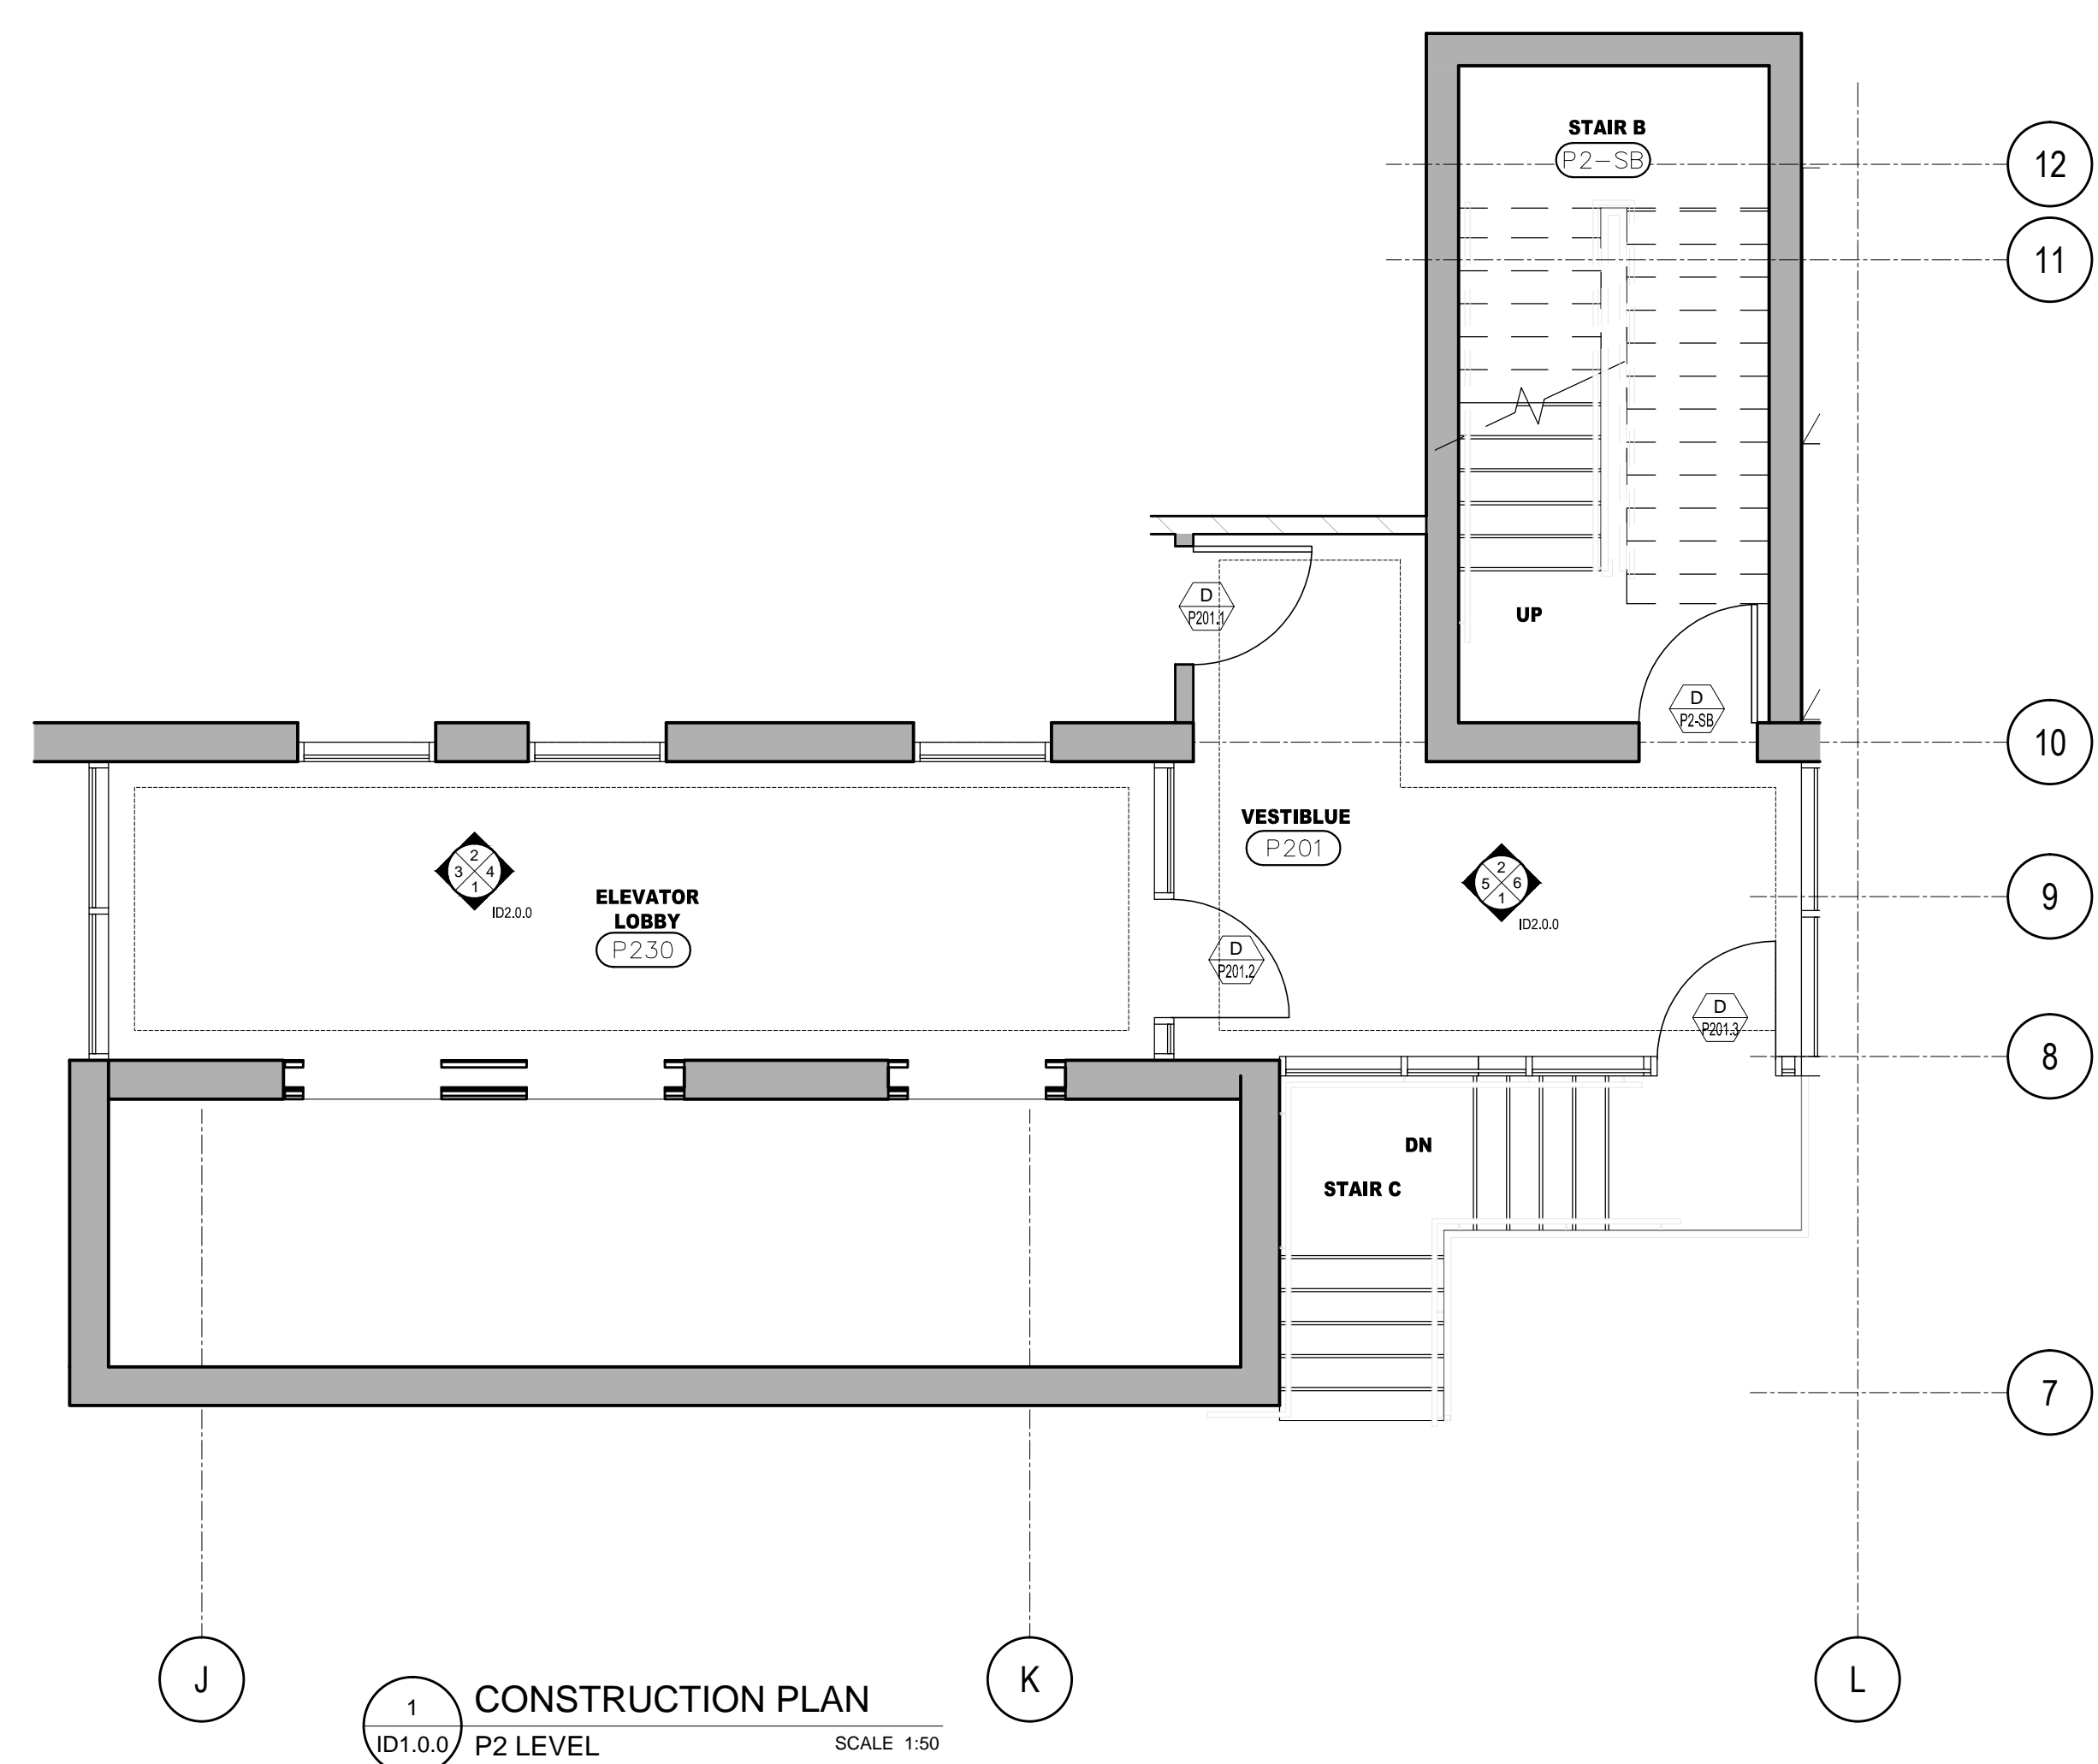 STAIR B
P2-SB
12
11
D
P201.1
UP
D
P2-SB
10
VESTIBLUE
P201
2
3 4
1
ID2.0.0
ELEVATOR
LOBBY
P230
2
5 6
1
ID2.0.0
9
D
P201.2
D
P201.3
8
DN
STAIR C
7
J
K
L
1
ID1.0.0
CONSTRUCTION PLAN
P2 LEVEL SCALE 1:50